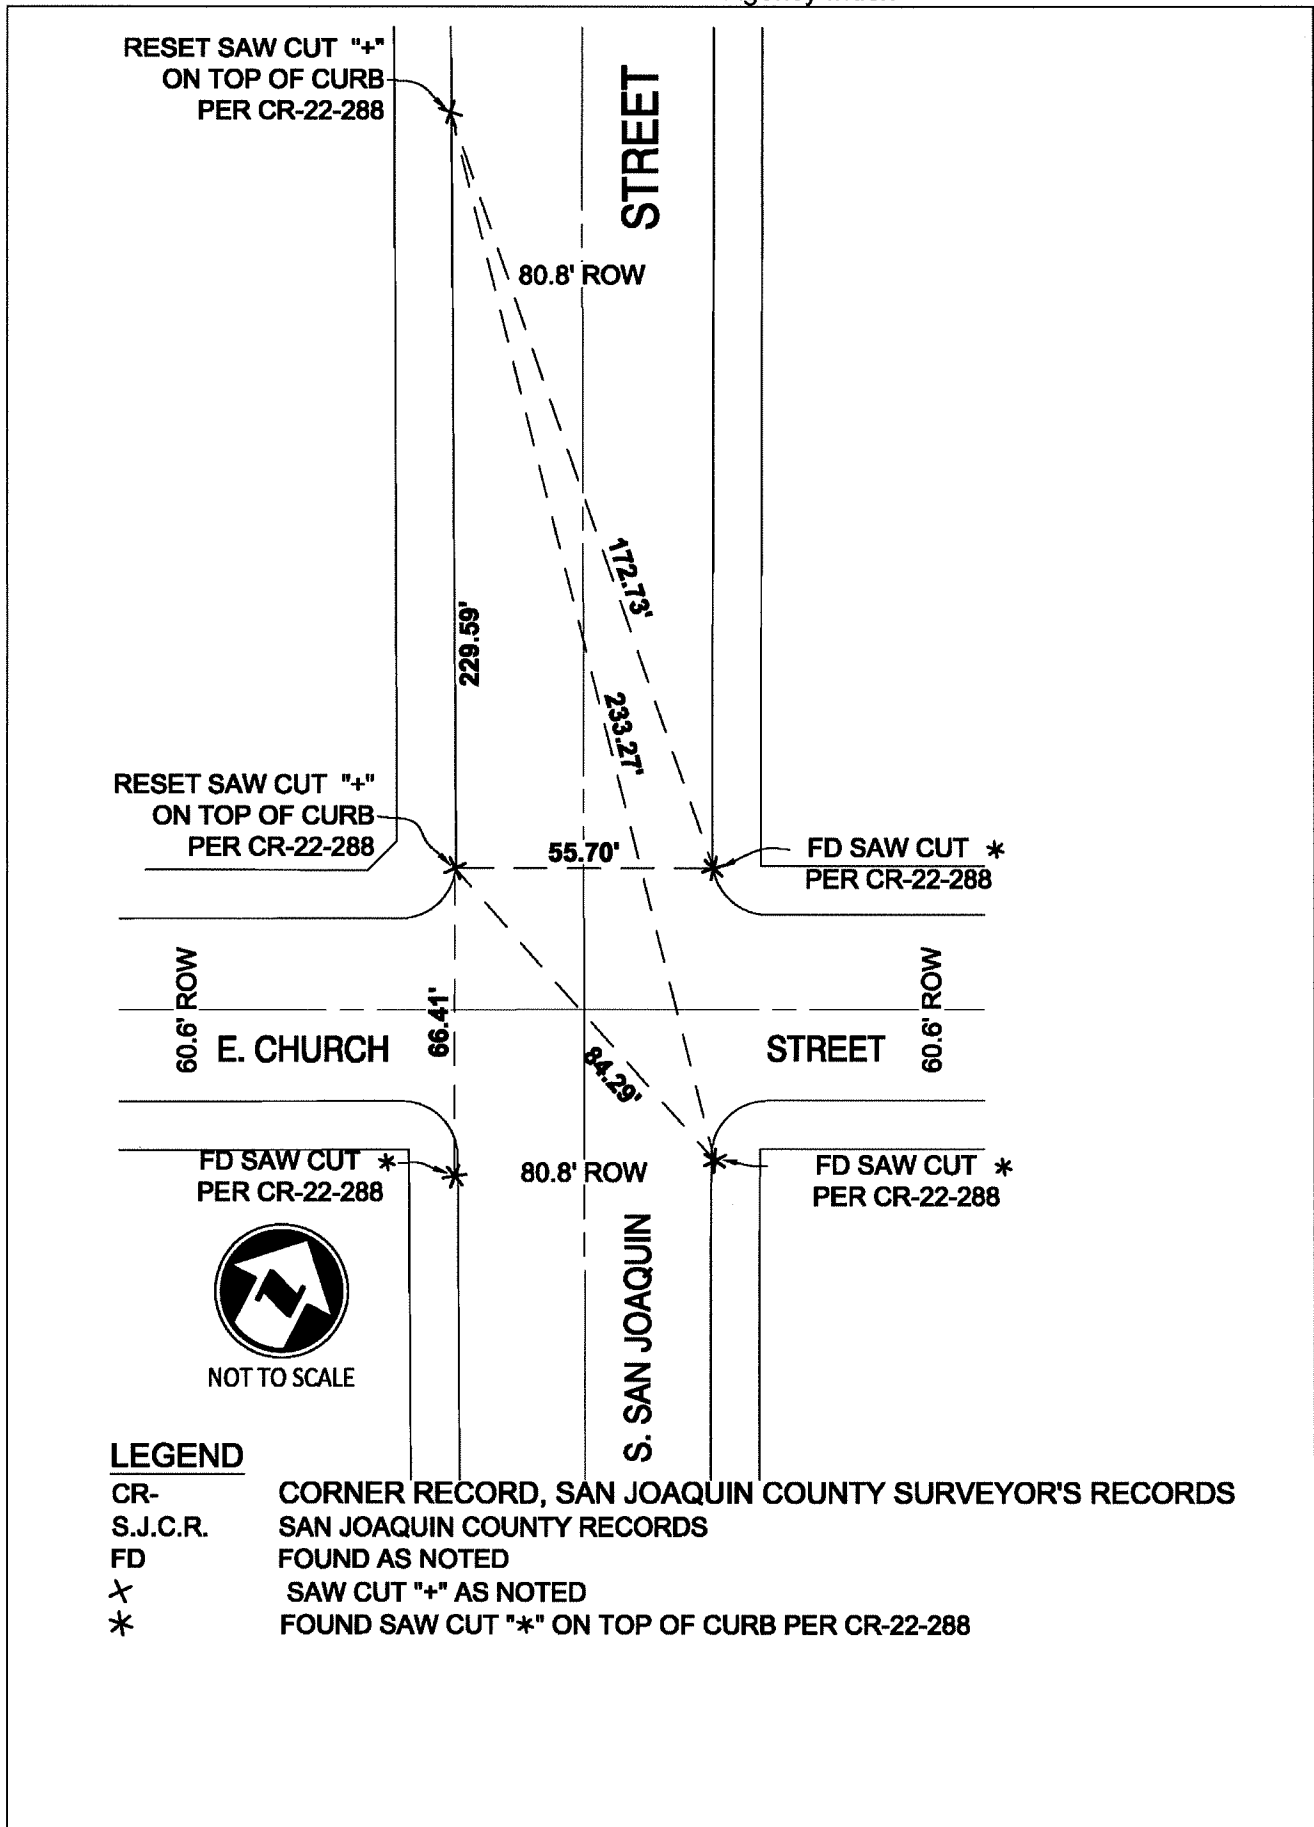 RESET SAW CUT "+"
ON TOP OF CURB
PER CR-22-288
STREET
80.8' ROW
172.73'
229.59'
233.27'
RESET SAW CUT "+"
ON TOP OF CURB
PER CR-22-288
55.70'
FD SAW CUT *
PER CR-22-288
60.6' ROW
E. CHURCH
66.41'
84.29'
STREET
60.6' ROW
FD SAW CUT *
PER CR-22-288
80.8' ROW
FD SAW CUT *
PER CR-22-288
S. SAN JOAQUIN
N
NOT TO SCALE
LEGEND
CR- CORNER RECORD, SAN JOAQUIN COUNTY SURVEYOR'S RECORDS
S.J.C.R. SAN JOAQUIN COUNTY RECORDS
FD FOUND AS NOTED
SAW CUT "+" AS NOTED
* FOUND SAW CUT "*" ON TOP OF CURB PER CR-22-288